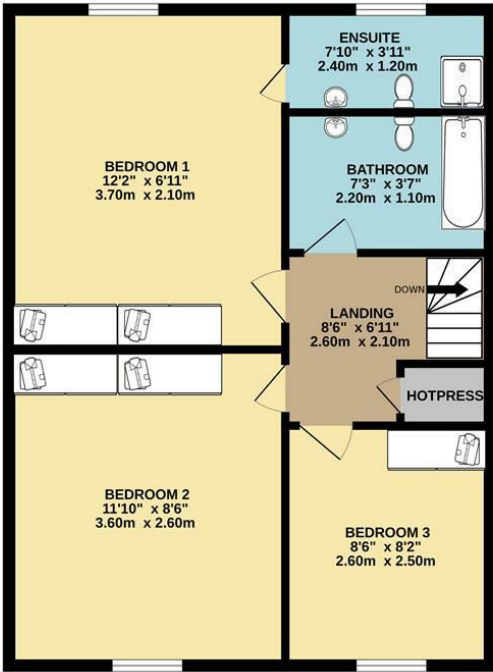 ENSUITE
7'10" x 3'11"
2.40m x 1.20m
BEDROOM 1
12'2" x 6'11"
3.70m x 2.10m
BATHROOM
7'3" x 3'7"
2.20m x 1.10m
DOWN
LANDING
8'6" x 6'11"
2.60m x 2.10m
HOTPRESS
BEDROOM 2
11'10" x 8'6"
3.60m x 2.60m
BEDROOM 3
8'6" x 8'2"
2.60m x 2.50m